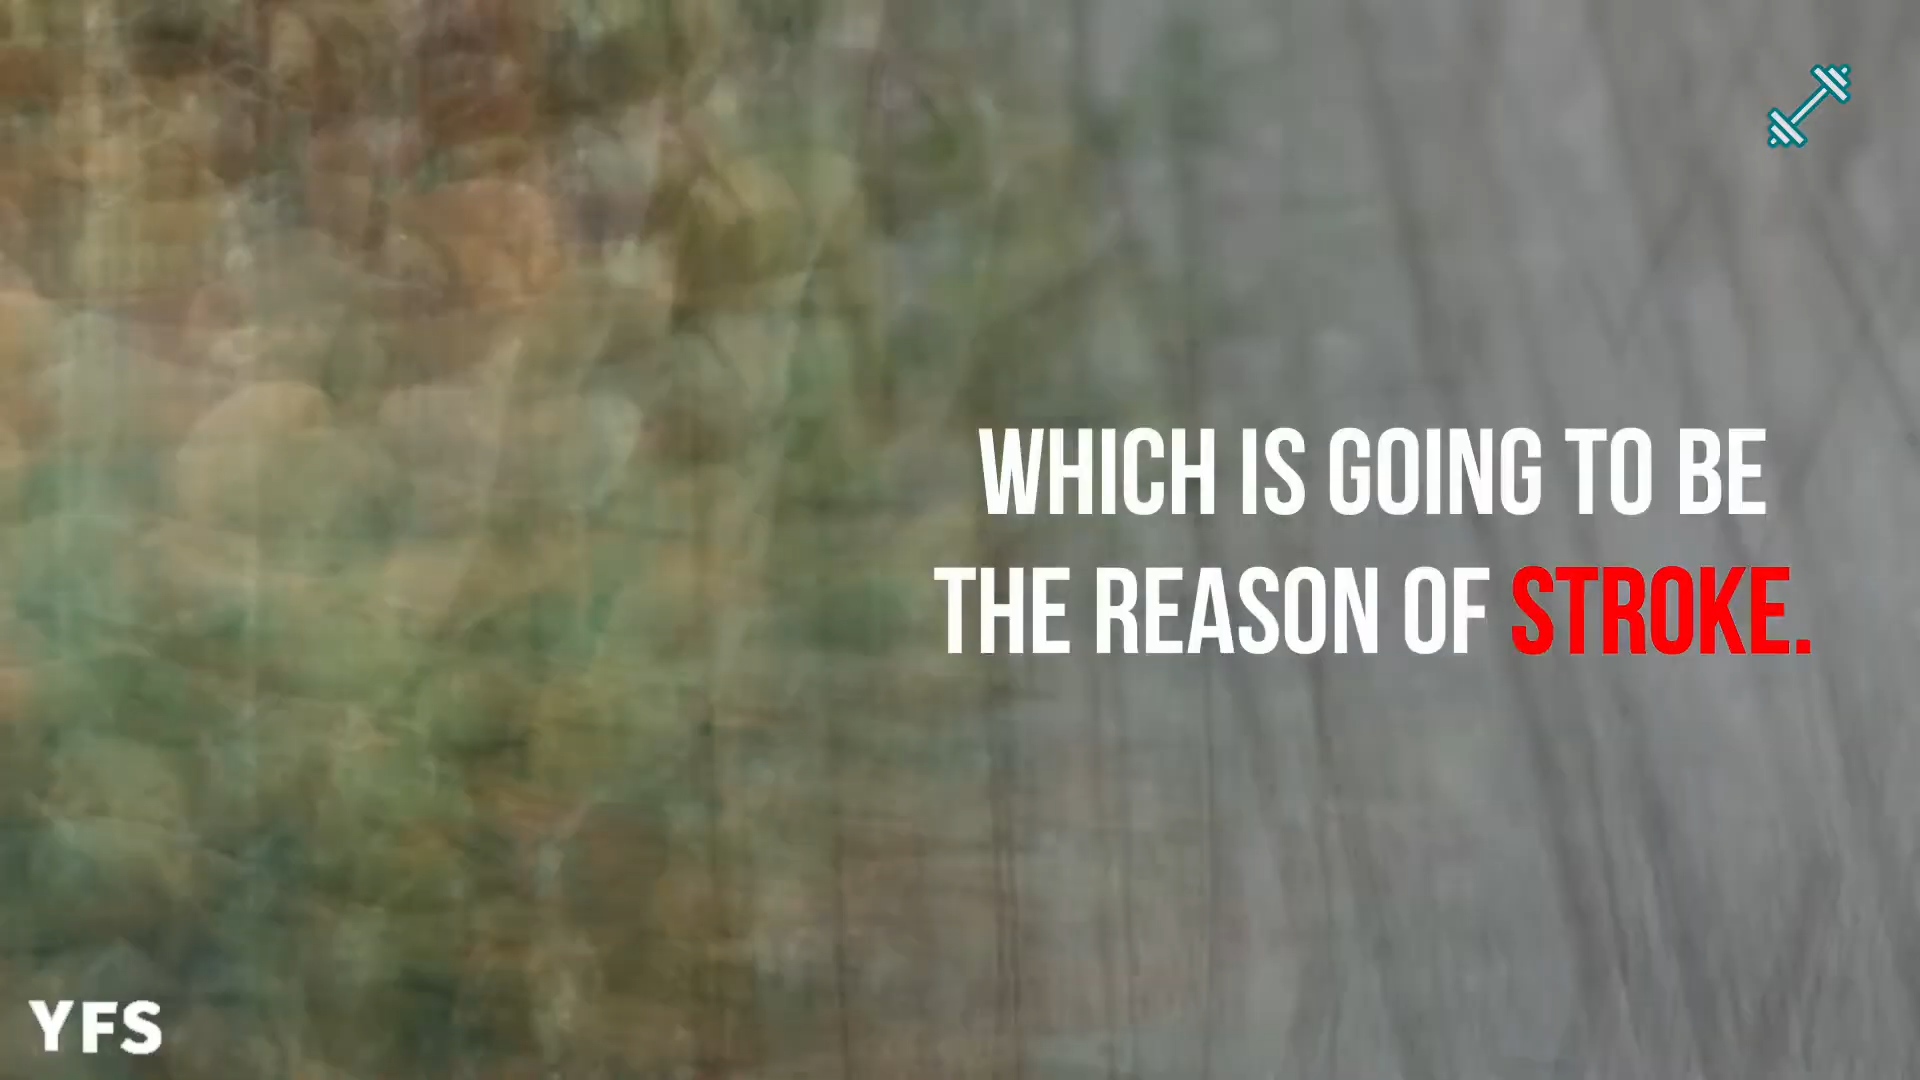 WHICH IS GOING TO BE
THE REASON OF STROKE.
YFS